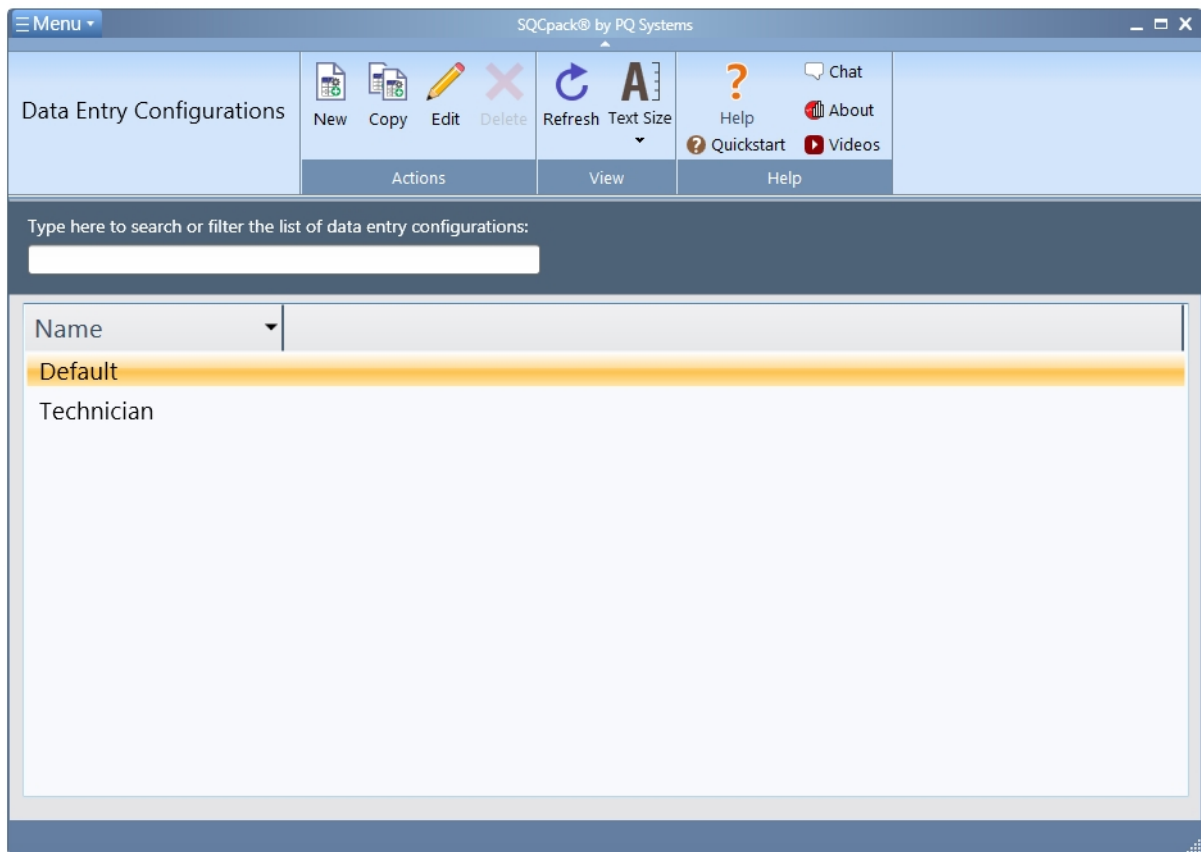 Menu
SQCpack® by PQ Systems
Data Entry Configurations
New
Copy
Edit
Delete
Actions
Refresh
Text Size
View
Help
Quickstart
Chat
About
Videos
Help
Type here to search or filter the list of data entry configurations:
Name
Default
Technician